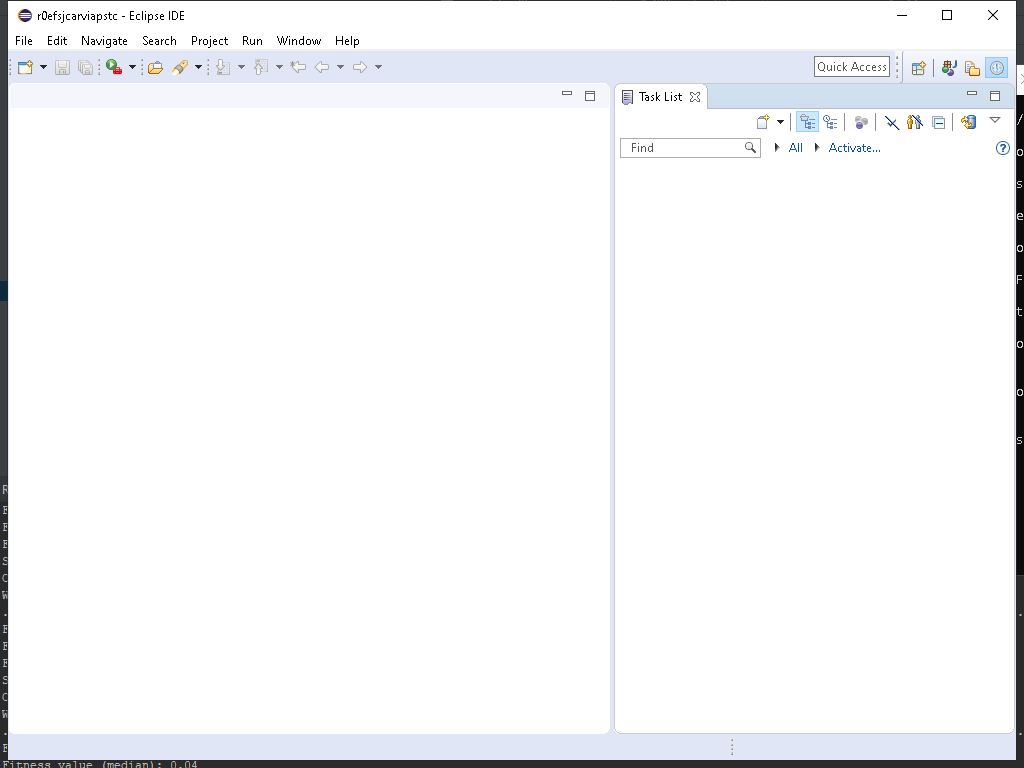 r0efsjcarviapstc - Eclipse IDE
File Edit Navigate Search Project Run Window Help
Quick Access
Task List
Find All Activate...
Fitness value (median): 0.04